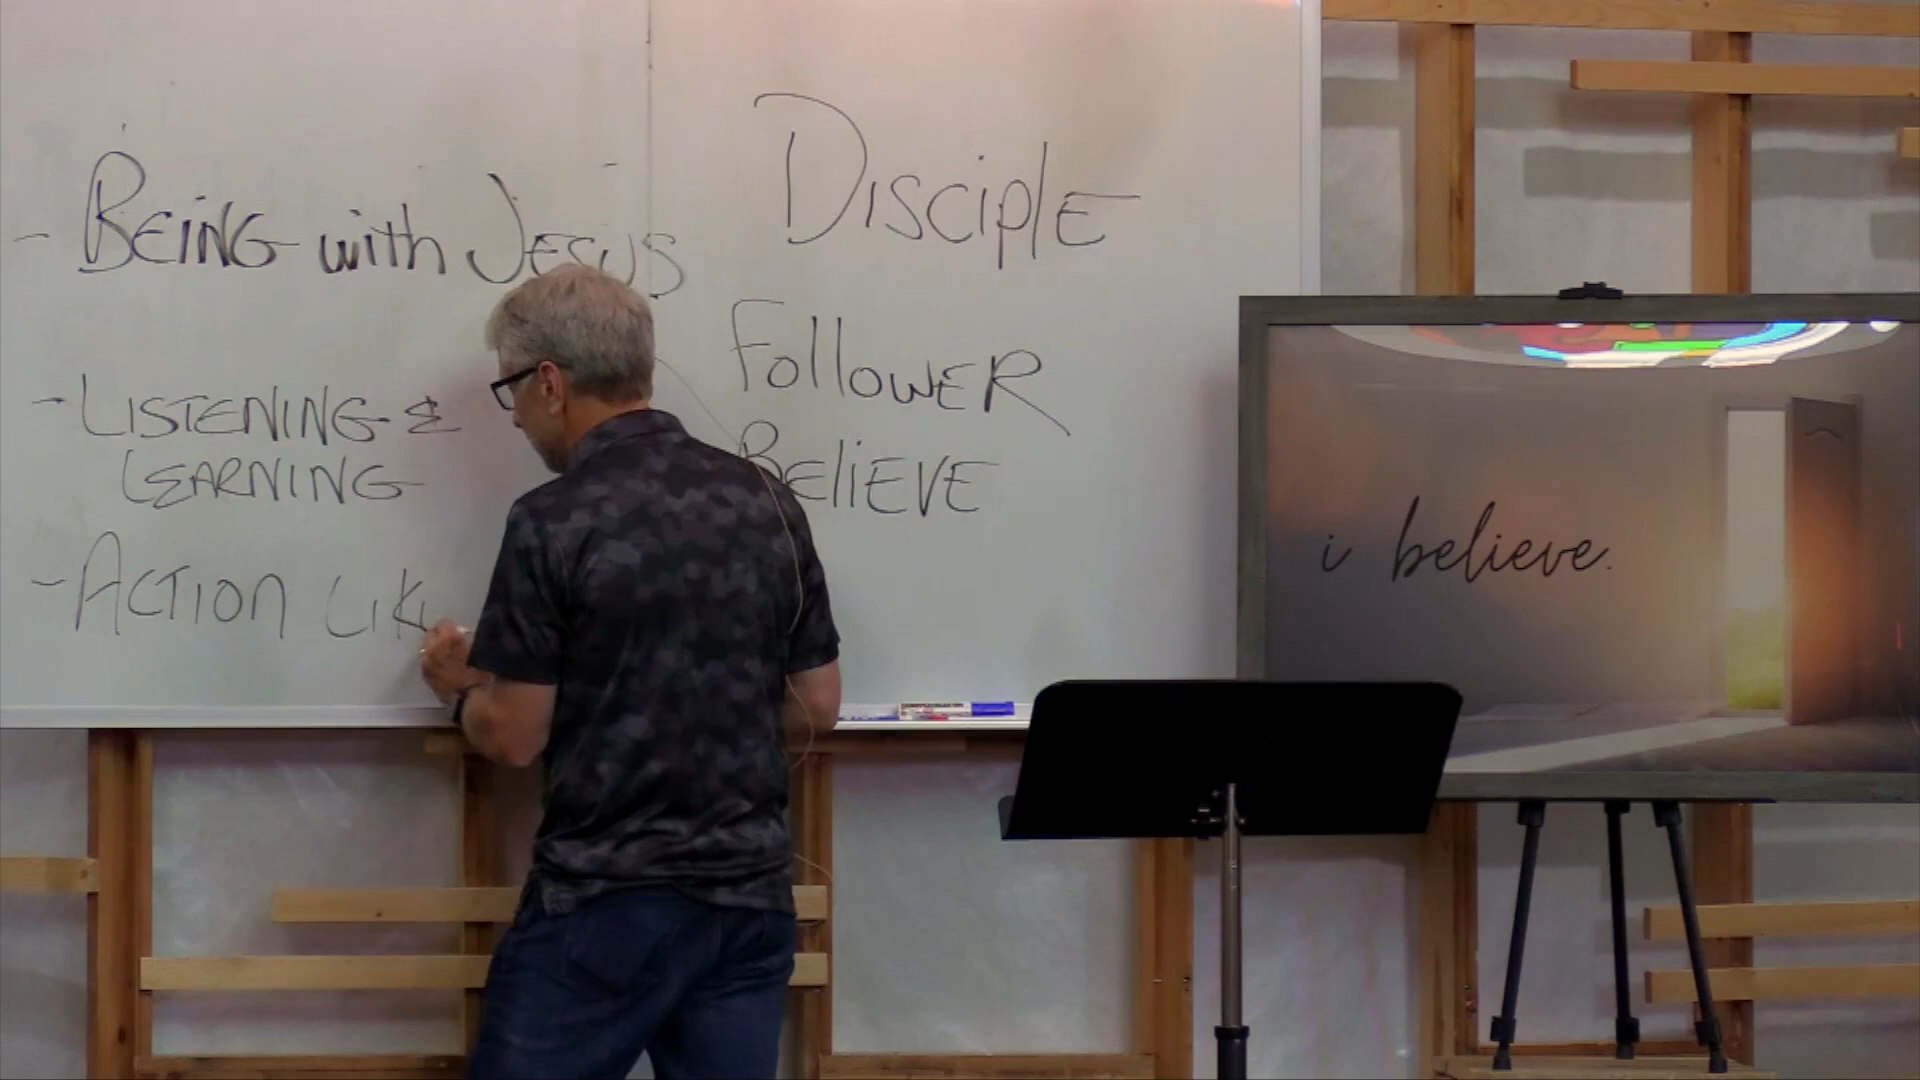 - BEING with JESUS
- LISTENING &
LEARNING
- ACTION LIK
DISCIPLE
FollowER
BEliEVE
i believe.